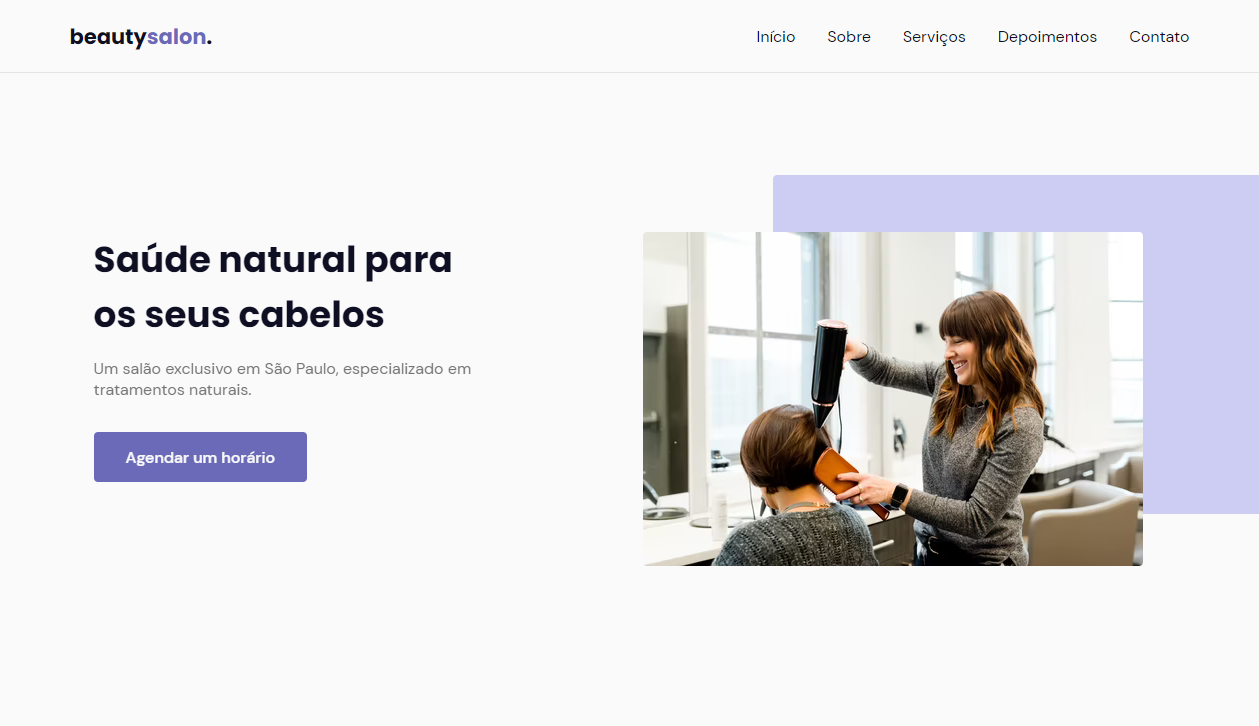 beautysalon.
Início Sobre Serviços Depoimentos Contato
Saúde natural para
os seus cabelos
Um salão exclusivo em São Paulo, especializado em
tratamentos naturais.
Agendar um horário